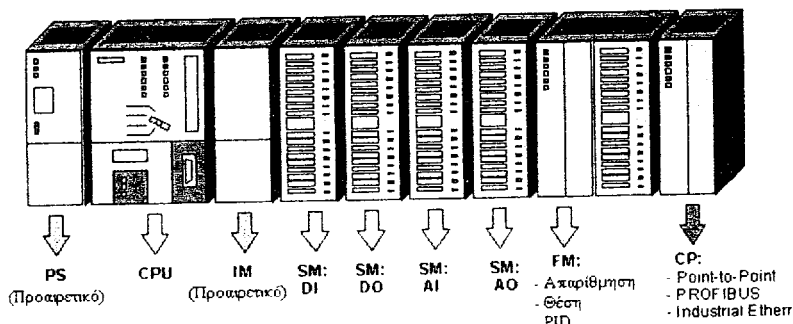 PS
(Προαιρετικό)
CPU
IM
(Προαιρετικό)
SM:
DI
SM:
DO
SM:
AI
SM:
AO
FM:
- Απαρίθμηση
- Θέση
PID
CP:
- Point-to-Point
- PROFIBUS
- Industrial Ethern